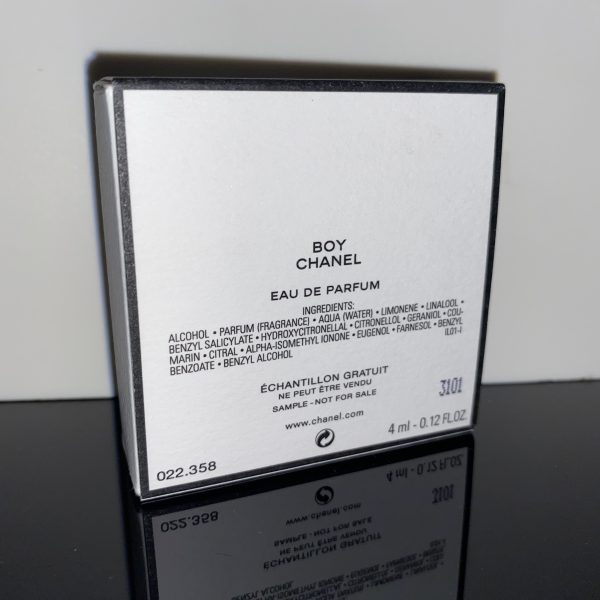 BOY
CHANEL
EAU DE PARFUM
INGREDIENTS:
ALCOHOL • PARFUM (FRAGRANCE) • AQUA (WATER) • LIMONENE • LINALOOL •
BENZYL SALICYLATE • HYDROXYCITRONELLAL • CITRONELLOL • GERANIOL • COU-
MARIN • CITRAL • ALPHA-ISOMETHYL IONONE • EUGENOL • FARNESOL • BENZYL
BENZOATE • BENZYL ALCOHOL IL01-I
ÉCHANTILLON GRATUIT
NE PEUT ÊTRE VENDU
SAMPLE - NOT FOR SALE
3101
www.chanel.com
4 ml - 0.12 FL.OZ.
022.358